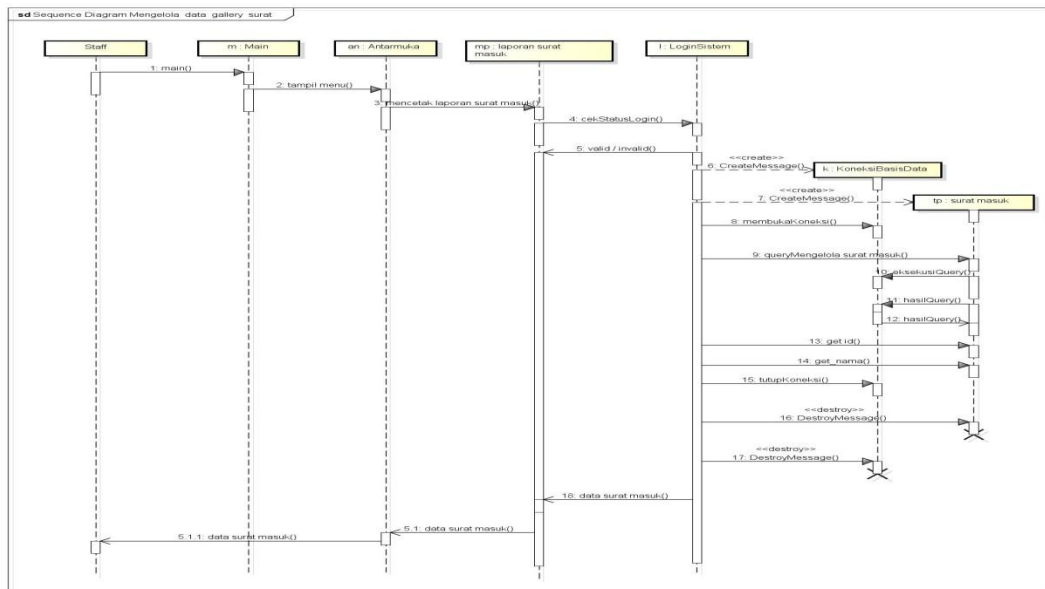 sd Sequence Diagram Mengelola data gallery surat
Staff
m : Main
an : Antarmuka
mp : laporan surat
masuk
l : LoginSistem
1: main()
2: tampil menu()
3: mencetak laporan surat masuk()
4: cekStatusLogin()
5: valid / invalid()
<<create>>
6: CreateMessage()
k : KoneksiBasisData
<<create>>
7: CreateMessage()
tp : surat masuk
8: membukaKoneksi()
9: queryMengelola surat masuk()
10: eksekusiQuery()
11: hasilQuery()
12: hasilQuery()
13: get id()
14: get_nama()
15: tutupKoneksi()
<<destroy>>
16: DestroyMessage()
<<destroy>>
17: DestroyMessage()
18: data surat masuk()
5.1: data surat masuk()
5.1.1: data surat masuk()